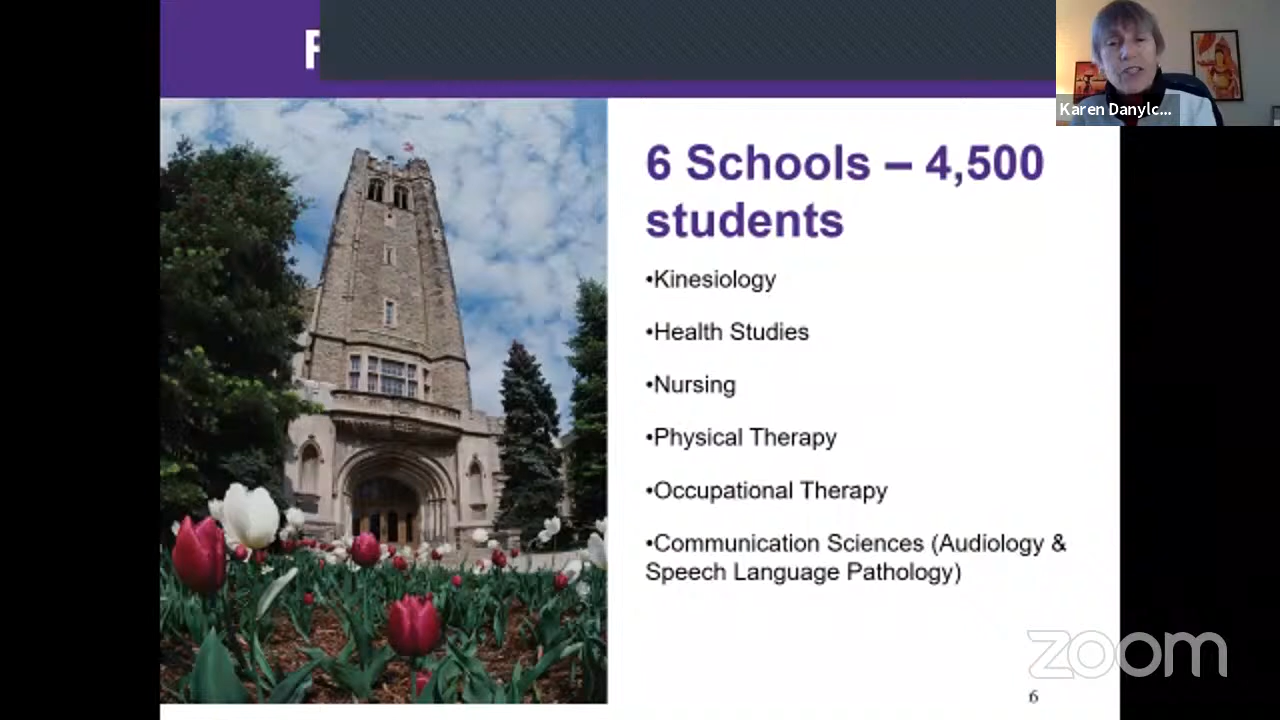 F
Karen Danylc...
6 Schools – 4,500
students
•Kinesiology
•Health Studies
•Nursing
•Physical Therapy
•Occupational Therapy
•Communication Sciences (Audiology &
Speech Language Pathology)
zoom
6